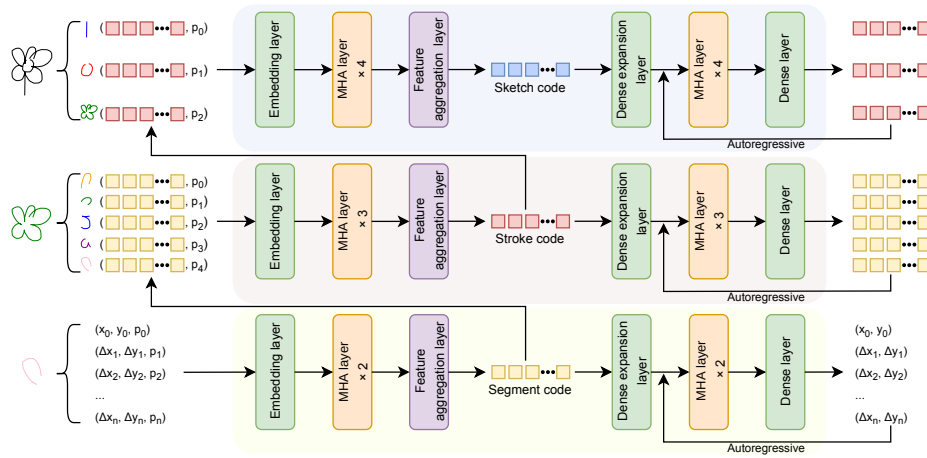 ( •••, p₀)
( •••, p₁)
( •••, p₂)
Embedding layer
MHA layer
× 4
Feature
aggregation layer
•••
Sketch code
Dense expansion
layer
MHA layer
× 4
Dense layer
•••
•••
•••
Autoregressive
( •••, p₀)
( •••, p₁)
( •••, p₂)
( •••, p₃)
( •••, p₄)
Embedding layer
MHA layer
× 3
Feature
aggregation layer
•••
Stroke code
Dense expansion
layer
MHA layer
× 3
Dense layer
•••
•••
•••
•••
•••
Autoregressive
(x₀, y₀, p₀)
(Δx₁, Δy₁, p₁)
(Δx₂, Δy₂, p₂)
...
(Δxₙ, Δyₙ, pₙ)
Embedding layer
MHA layer
× 2
Feature
aggregation layer
•••
Segment code
Dense expansion
layer
MHA layer
× 2
Dense layer
(x₀, y₀)
(Δx₁, Δy₁)
(Δx₂, Δy₂)
...
(Δxₙ, Δyₙ)
Autoregressive